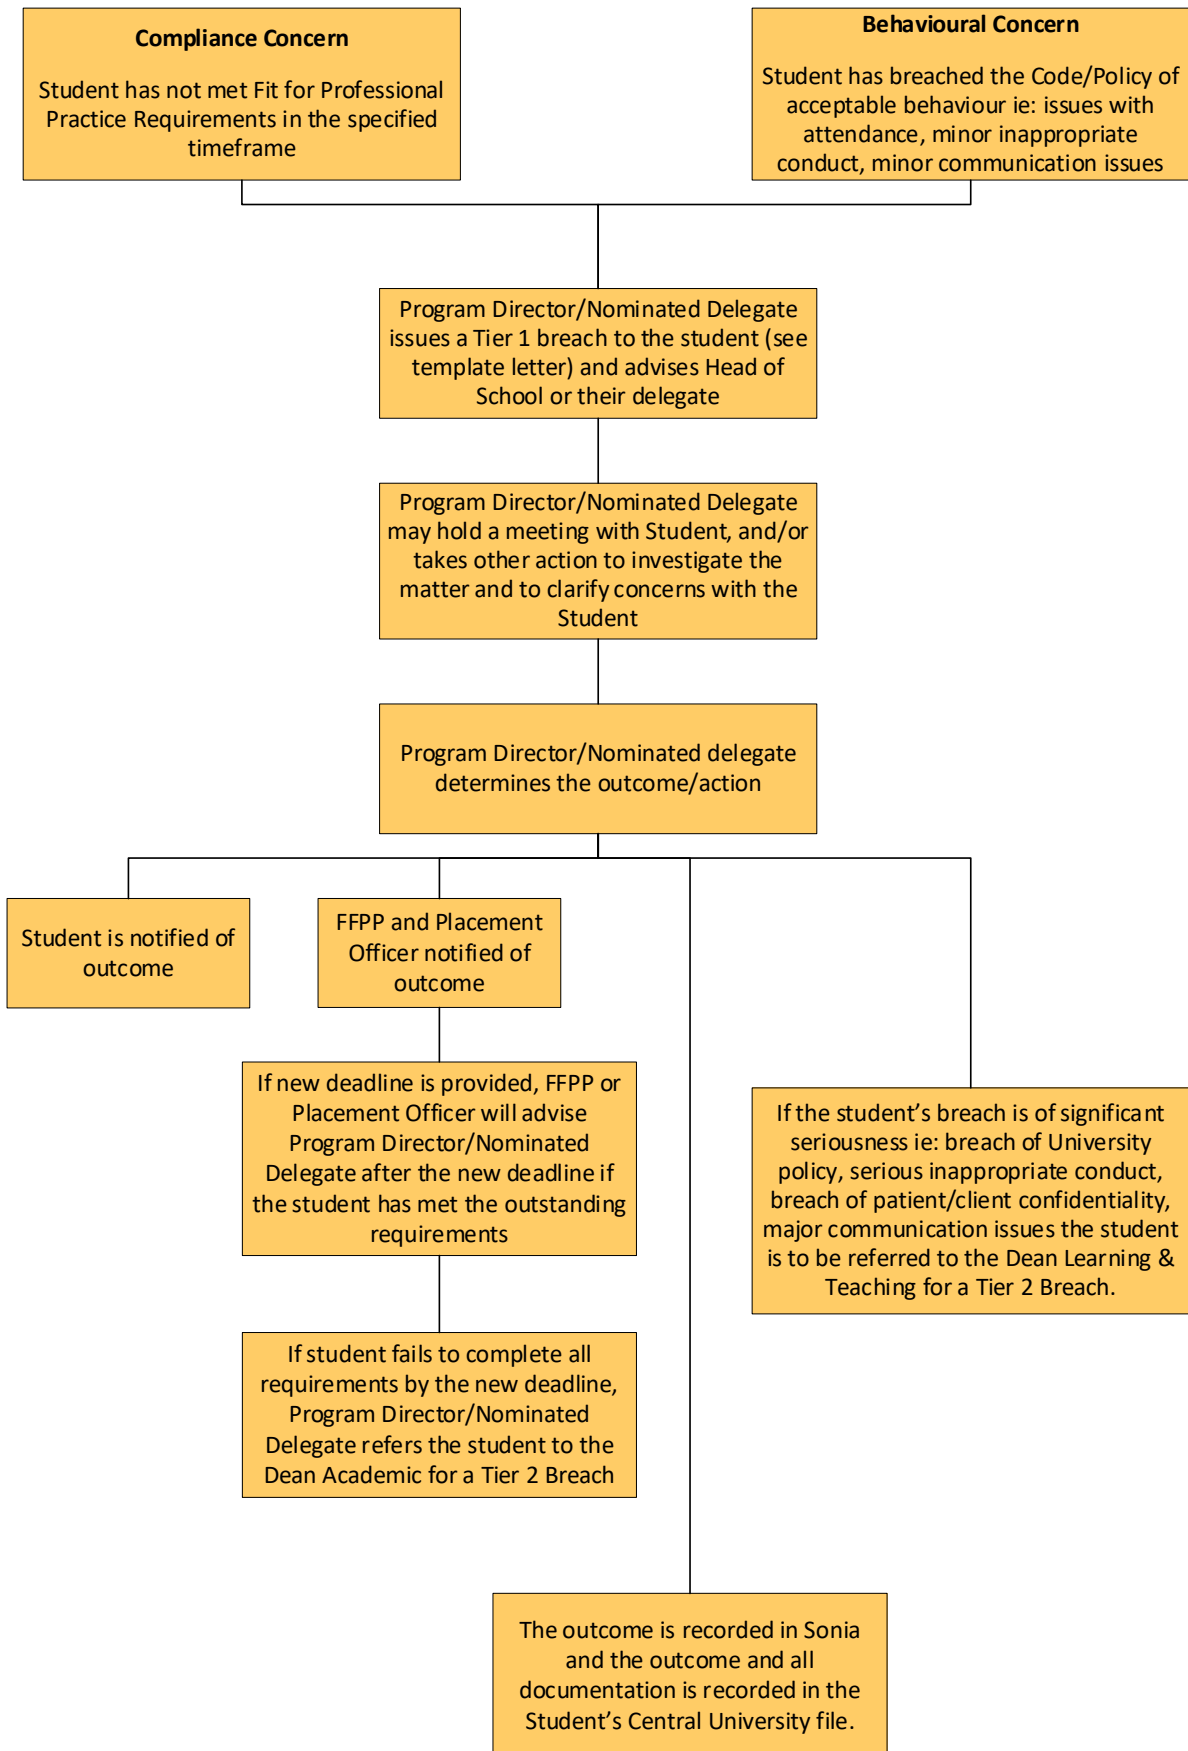 Compliance Concern
Student has not met Fit for Professional
Practice Requirements in the specified
timeframe
Behavioural Concern
Student has breached the Code/Policy of
acceptable behaviour ie: issues with
attendance, minor inappropriate
conduct, minor communication issues
Program Director/Nominated Delegate
issues a Tier 1 breach to the student (see
template letter) and advises Head of
School or their delegate
Program Director/Nominated Delegate
may hold a meeting with Student, and/or
takes other action to investigate the
matter and to clarify concerns with the
Student
Program Director/Nominated delegate
determines the outcome/action
Student is notified of
outcome
FFPP and Placement
Officer notified of
outcome
If new deadline is provided, FFPP or
Placement Officer will advise
Program Director/Nominated
Delegate after the new deadline if
the student has met the outstanding
requirements
If student fails to complete all
requirements by the new deadline,
Program Director/Nominated
Delegate refers the student to the
Dean Academic for a Tier 2 Breach
If the student’s breach is of significant
seriousness ie: breach of University
policy, serious inappropriate conduct,
breach of patient/client confidentiality,
major communication issues the student
is to be referred to the Dean Learning &
Teaching for a Tier 2 Breach.
The outcome is recorded in Sonia
and the outcome and all
documentation is recorded in the
Student’s Central University file.